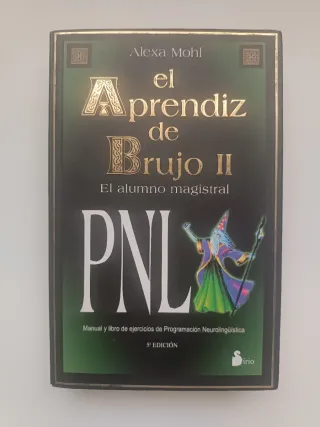 Alexa Mohl
el
Aprendiz
de
Brujo II
El alumno magistral
PNL
Manual y libro de ejercicios de Programación Neurolingüística
3ª EDICIÓN
Sirio